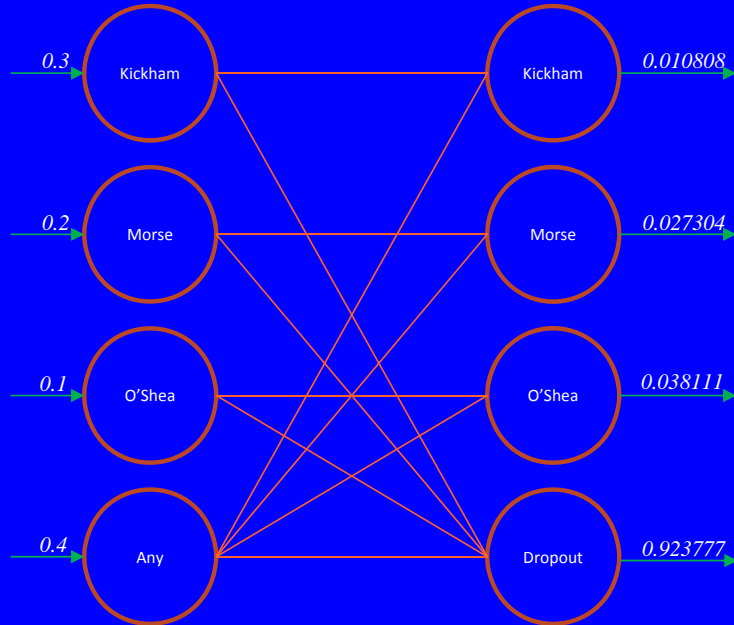 0.3 Kickham Kickham 0.010808
0.2 Morse Morse 0.027304
0.1 O’Shea O’Shea 0.038111
0.4 Any Dropout 0.923777